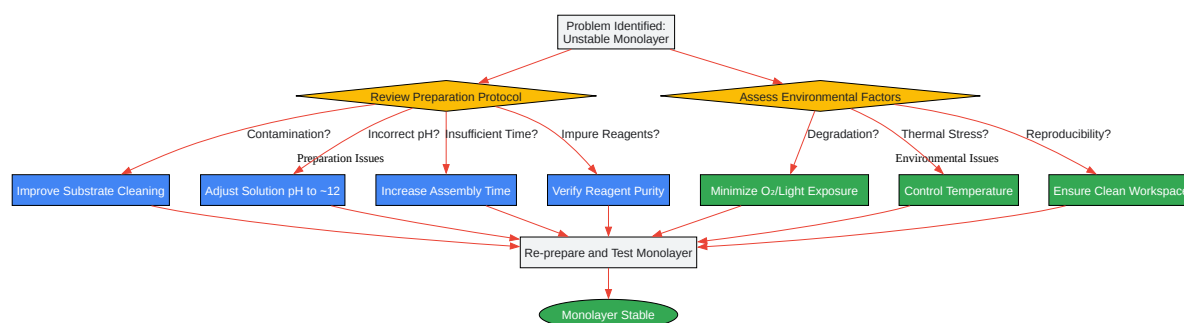 Problem Identified:
Unstable Monolayer
Review Preparation Protocol
Assess Environmental Factors
Contamination?
Incorrect pH?
Insufficient Time?
Impure Reagents?
Degradation?
Thermal Stress?
Reproducibility?
Preparation Issues
Environmental Issues
Improve Substrate Cleaning
Adjust Solution pH to ~12
Increase Assembly Time
Verify Reagent Purity
Minimize O₂/Light Exposure
Control Temperature
Ensure Clean Workspace
Re-prepare and Test Monolayer
Monolayer Stable